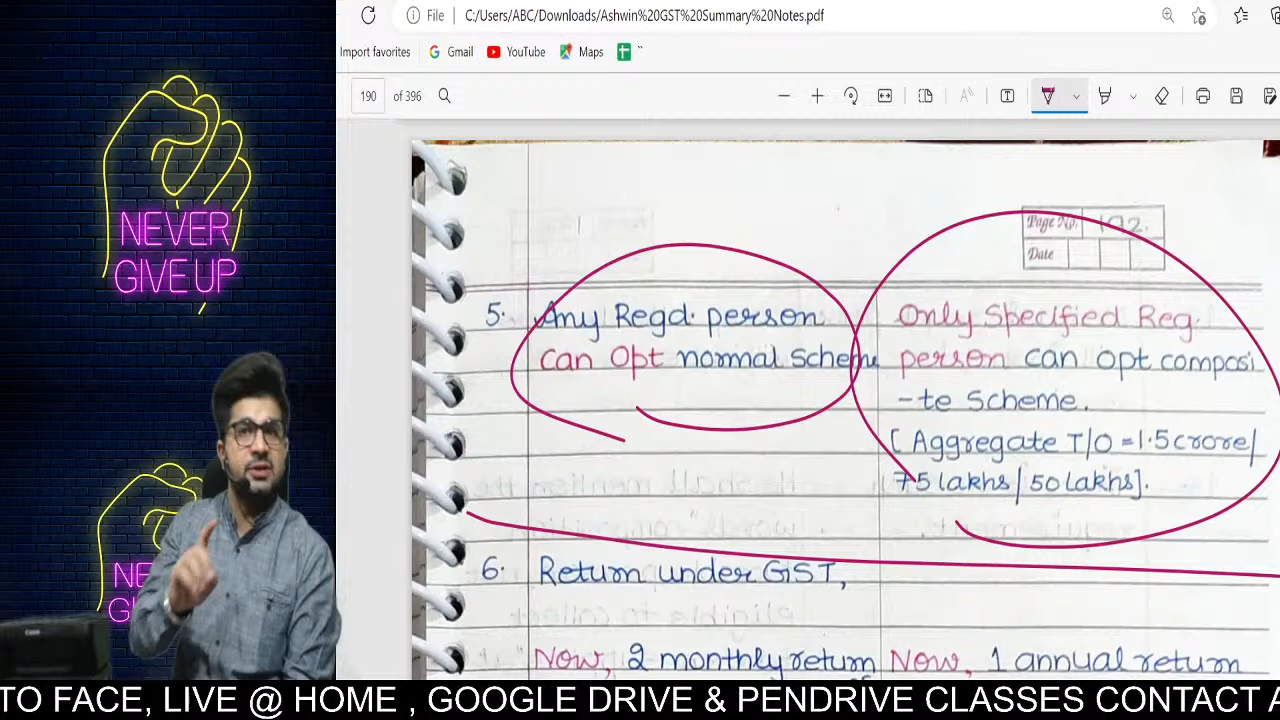 File C:/Users/ABC/Downloads/Ashwin%20GST%20Summary%20Notes.pdf
Import favorites Gmail YouTube Maps
190 of 396
NEVER
GIVE UP
Page No. 192.
Date
5. Any Regd. person
can Opt normal Scheme
Only Specified Reg.
person can opt composi
-te Scheme.
[Aggregate T/O = 1.5 crore/
75 lakhs/50 lakhs].
6. Return under GST,
Now, 2 monthly return
Now, 1 annual return
NE
GI
TO FACE, LIVE @ HOME , GOOGLE DRIVE & PENDRIVE CLASSES CONTACT A